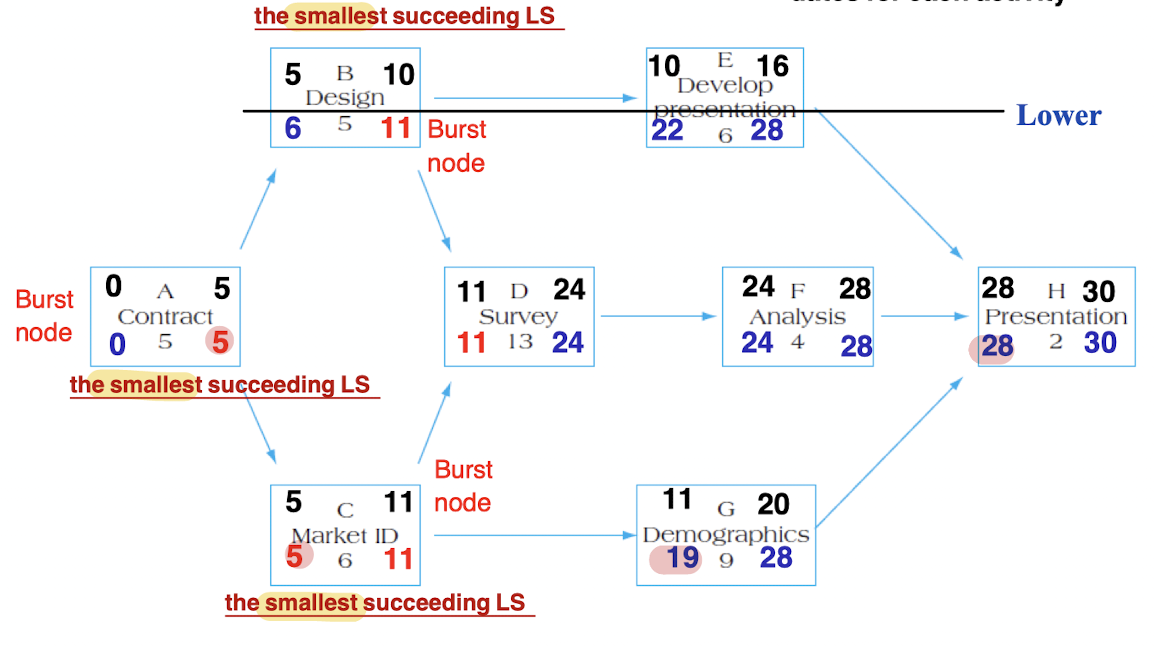 the smallest succeeding LS
5 B 10
Design
6 5 11
Burst
node
10 E 16
Develop
presentation
22 6 28
Lower
Burst
node
0 A 5
Contract
0 5 5
the smallest succeeding LS
11 D 24
Survey
11 13 24
24 F 28
Analysis
24 4 28
28 H 30
Presentation
28 2 30
Burst
node
5 C 11
Market ID
5 6 11
the smallest succeeding LS
11 G 20
Demographics
19 9 28